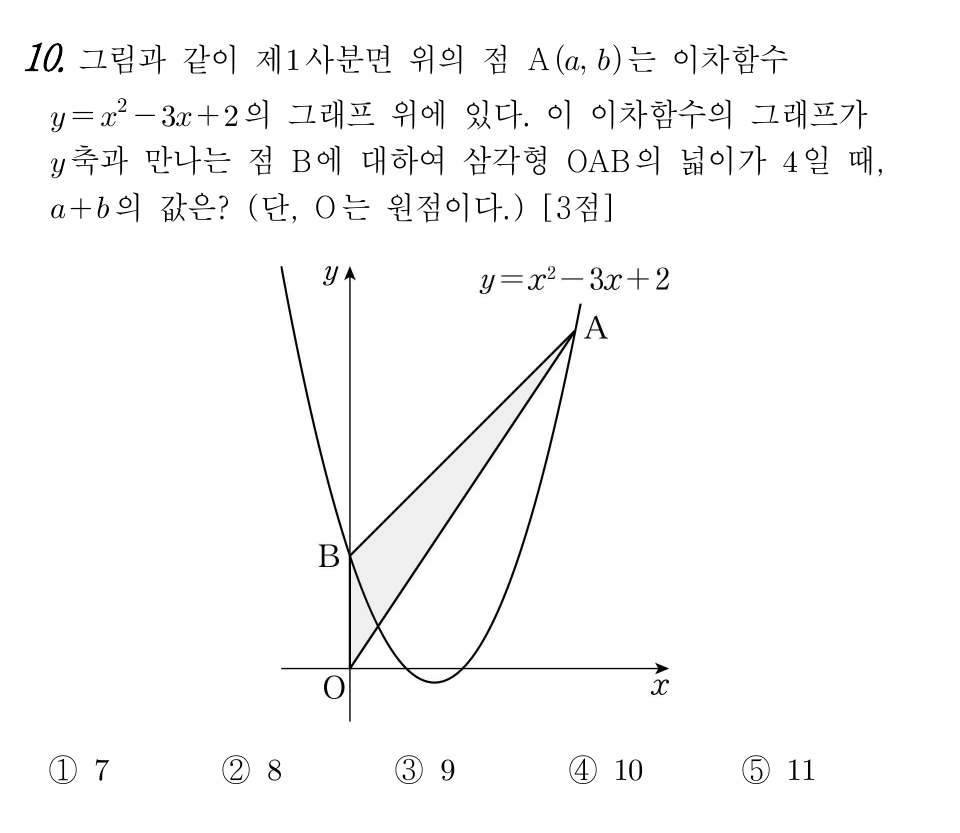 10. 그림과 같이 제1사분면 위의 점 A(a, b)는 이차함수
y=x²-3x+2의 그래프 위에 있다. 이 이차함수의 그래프가
y축과 만나는 점 B에 대하여 삼각형 OAB의 넓이가 4일 때,
a+b의 값은? (단, O는 원점이다.) [3점]
y
y=x²-3x+2
A
B
O
x
① 7 ② 8 ③ 9 ④ 10 ⑤ 11